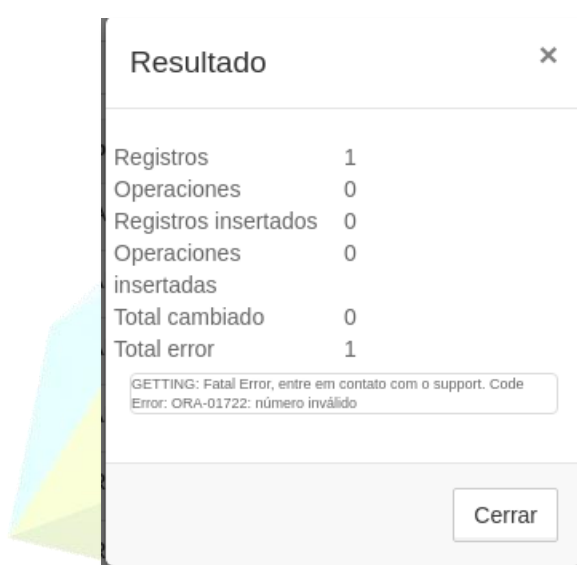 Resultado ×
Registros 1
Operaciones 0
Registros insertados 0
Operaciones 0
insertadas
Total cambiado 0
Total error 1
GETTING: Fatal Error, entre em contato com o support. Code
Error: ORA-01722: número inválido
Cerrar